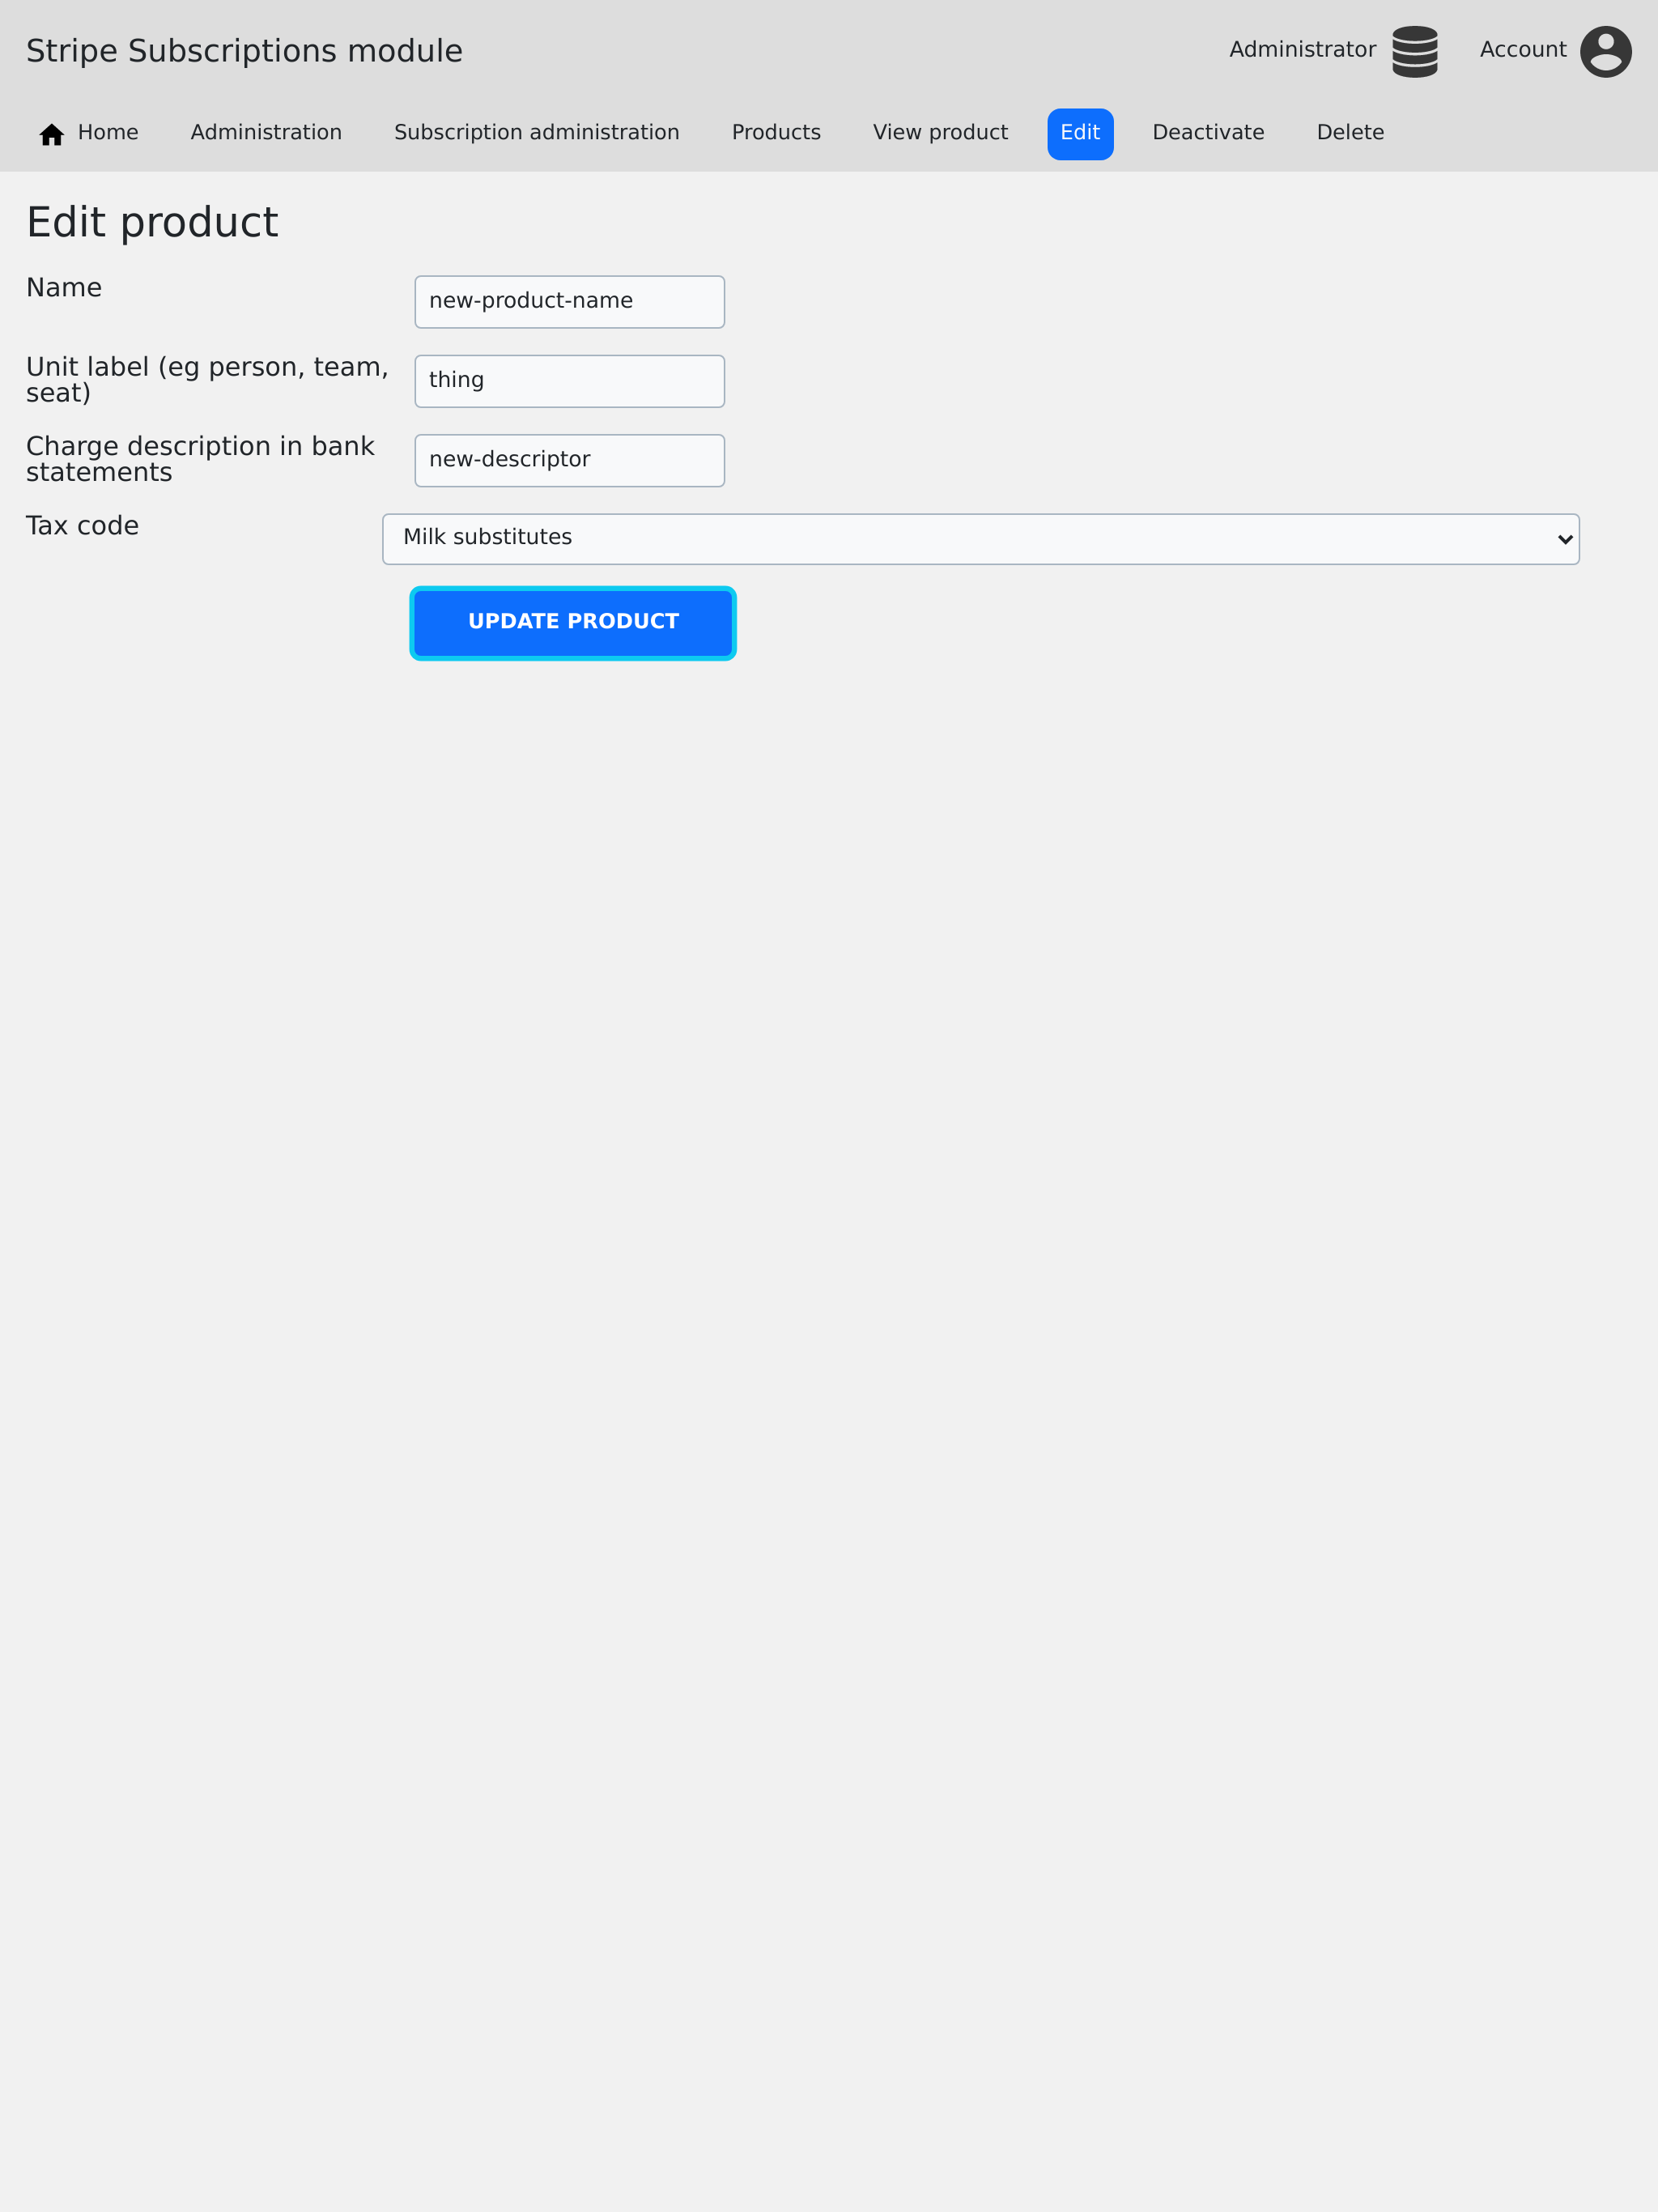 Stripe Subscriptions module
Administrator
Account
Home
Administration
Subscription administration
Products
View product
Edit
Deactivate
Delete
Edit product
Name
new-product-name
Unit label (eg person, team,
seat)
thing
Charge description in bank
statements
new-descriptor
Tax code
Milk substitutes
UPDATE PRODUCT